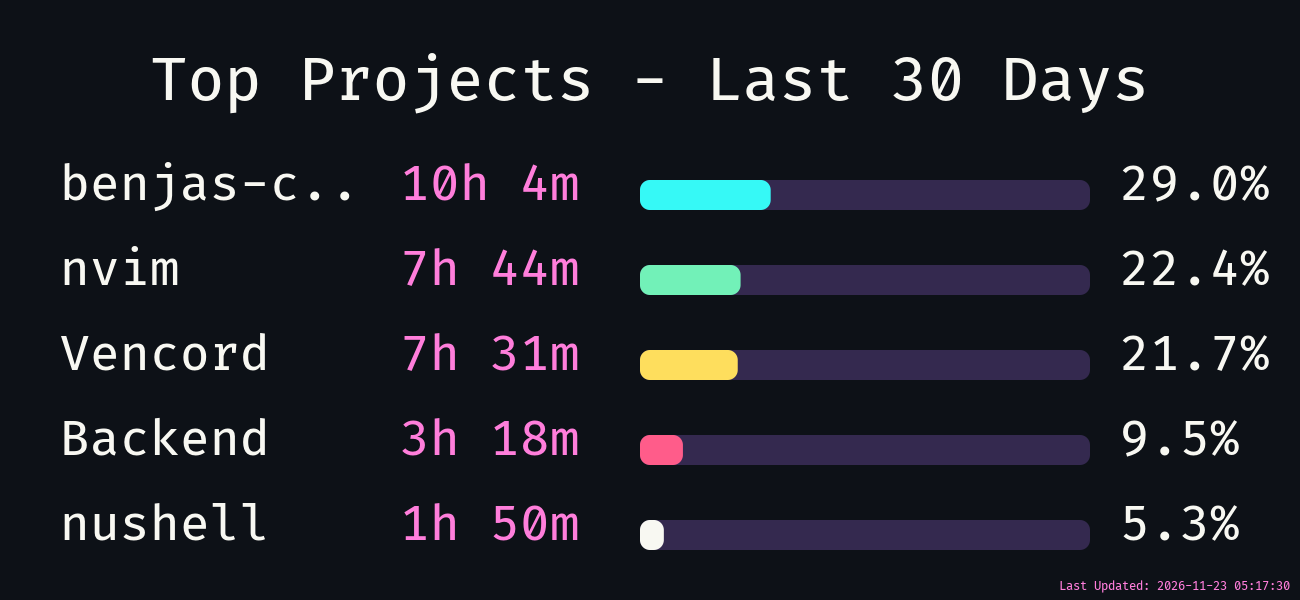 Top Projects - Last 30 Days
benjas-c.. 10h 4m 29.0%
nvim 7h 44m 22.4%
Vencord 7h 31m 21.7%
Backend 3h 18m 9.5%
nushell 1h 50m 5.3%
Last Updated: 2026-11-23 05:17:30